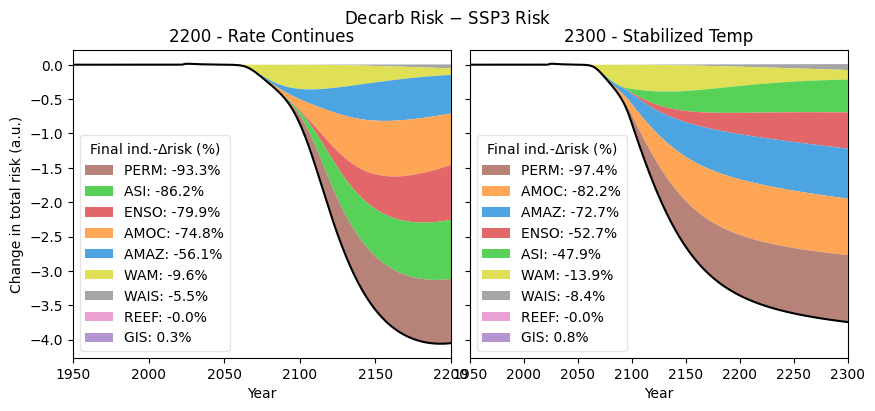 Decarb Risk − SSP3 Risk
2200 - Rate Continues
2300 - Stabilized Temp
Change in total risk (a.u.)
0.0
−0.5
−1.0
−1.5
−2.0
−2.5
−3.0
−3.5
−4.0
Final ind.-Δrisk (%)
PERM: -93.3%
ASI: -86.2%
ENSO: -79.9%
AMOC: -74.8%
AMAZ: -56.1%
WAM: -9.6%
WAIS: -5.5%
REEF: -0.0%
GIS: 0.3%
1950 2000 2050 2100 2150 2200
Year
Final ind.-Δrisk (%)
PERM: -97.4%
AMOC: -82.2%
AMAZ: -72.7%
ENSO: -52.7%
ASI: -47.9%
WAM: -13.9%
WAIS: -8.4%
REEF: -0.0%
GIS: 0.8%
1950 2000 2050 2100 2150 2200 2250 2300
Year